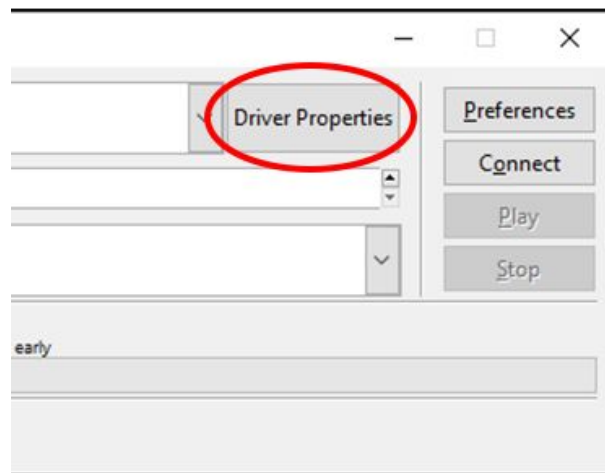 Driver Properties
Preferences
Connect
Play
Stop
early